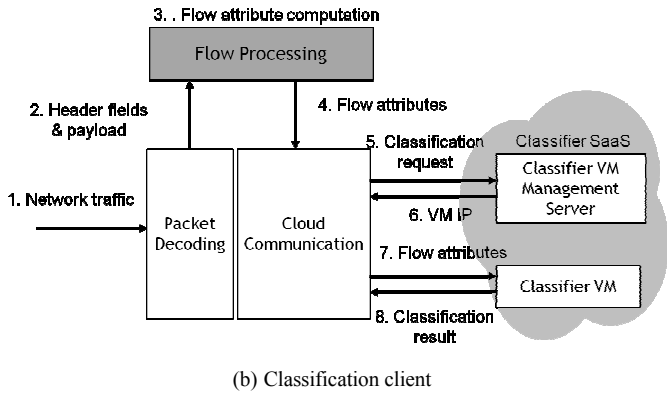 3. . Flow attribute computation
Flow Processing
2. Header fields
& payload
4. Flow attributes
5. Classification
request
Classifier SaaS
Classifier VM
Management
Server
1. Network traffic
Packet
Decoding
Cloud
Communication
6. VM IP
7. Flow attributes
Classifier VM
8. Classification
result
(b) Classification client